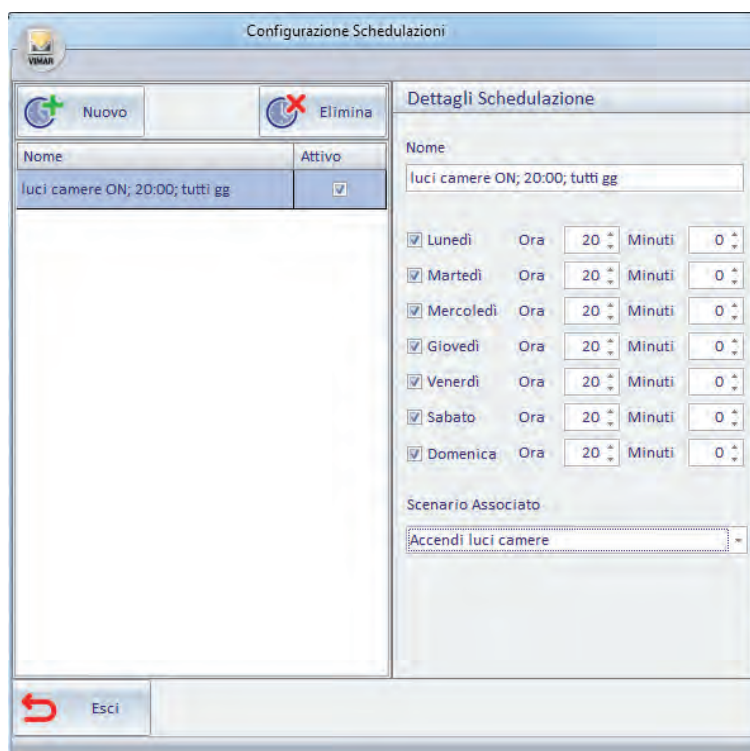 Configurazione Schedulazioni
VIMAR
Nuovo
Elimina
Nome Attivo
luci camere ON; 20:00; tutti gg
Dettagli Schedulazione
Nome
luci camere ON; 20:00; tutti gg
Lunedì Ora 20 Minuti 0
Martedì Ora 20 Minuti 0
Mercoledì Ora 20 Minuti 0
Giovedì Ora 20 Minuti 0
Venerdì Ora 20 Minuti 0
Sabato Ora 20 Minuti 0
Domenica Ora 20 Minuti 0
Scenario Associato
Accendi luci camere
Esci